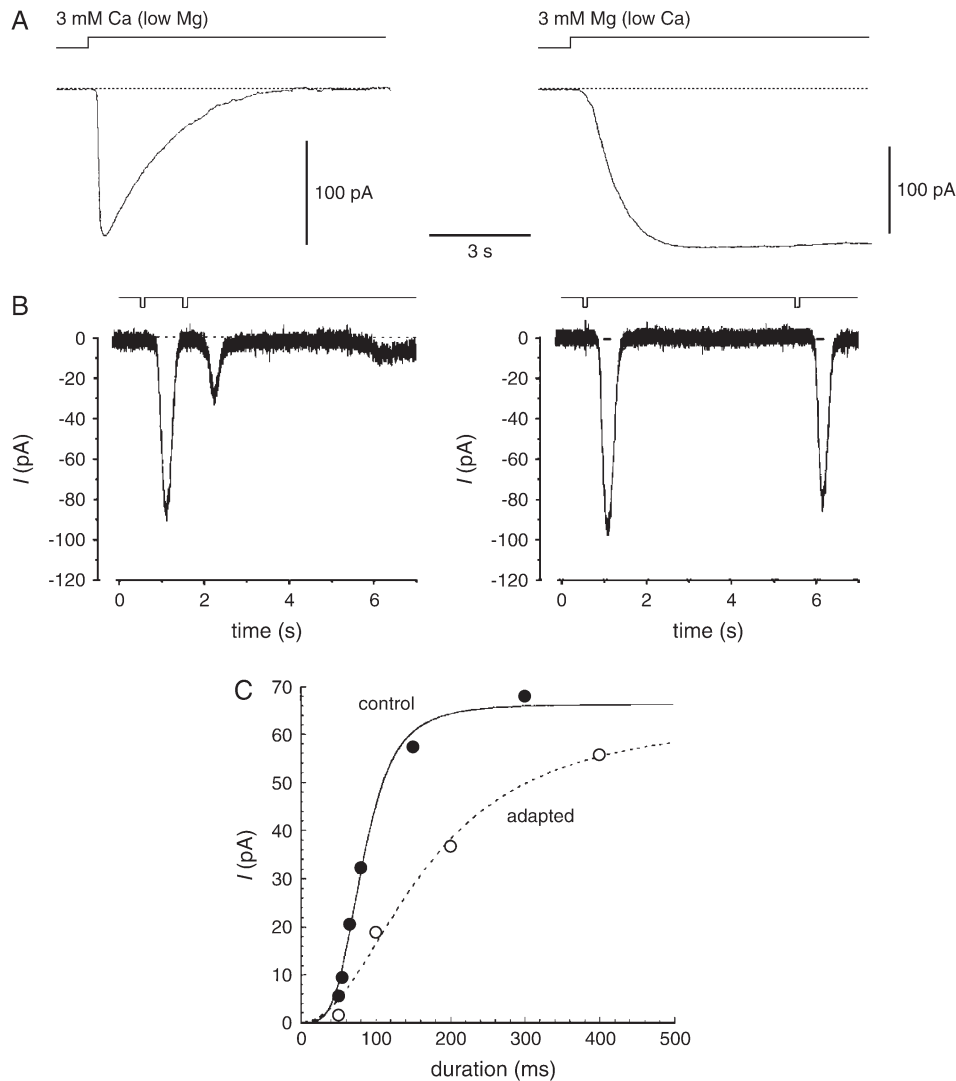 A
3 mM Ca (low Mg)
3 mM Mg (low Ca)
100 pA
100 pA
3 s
B
0
-20
-40
-60
-80
-100
-120
I (pA)
0 2 4 6
time (s)
0
-20
-40
-60
-80
-100
-120
I (pA)
0 2 4 6
time (s)
C
70
60
50
40
30
20
10
0
I (pA)
control
adapted
0 100 200 300 400 500
duration (ms)